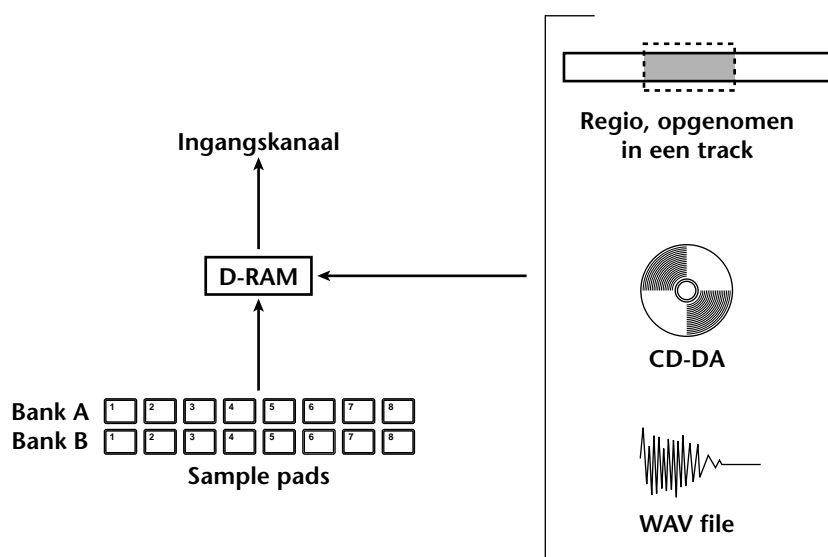 Regio, opgenomen
in een track
Ingangskanaal
D-RAM
CD-DA
Bank A 1 2 3 4 5 6 7 8
Bank B 1 2 3 4 5 6 7 8
Sample pads
WAV file